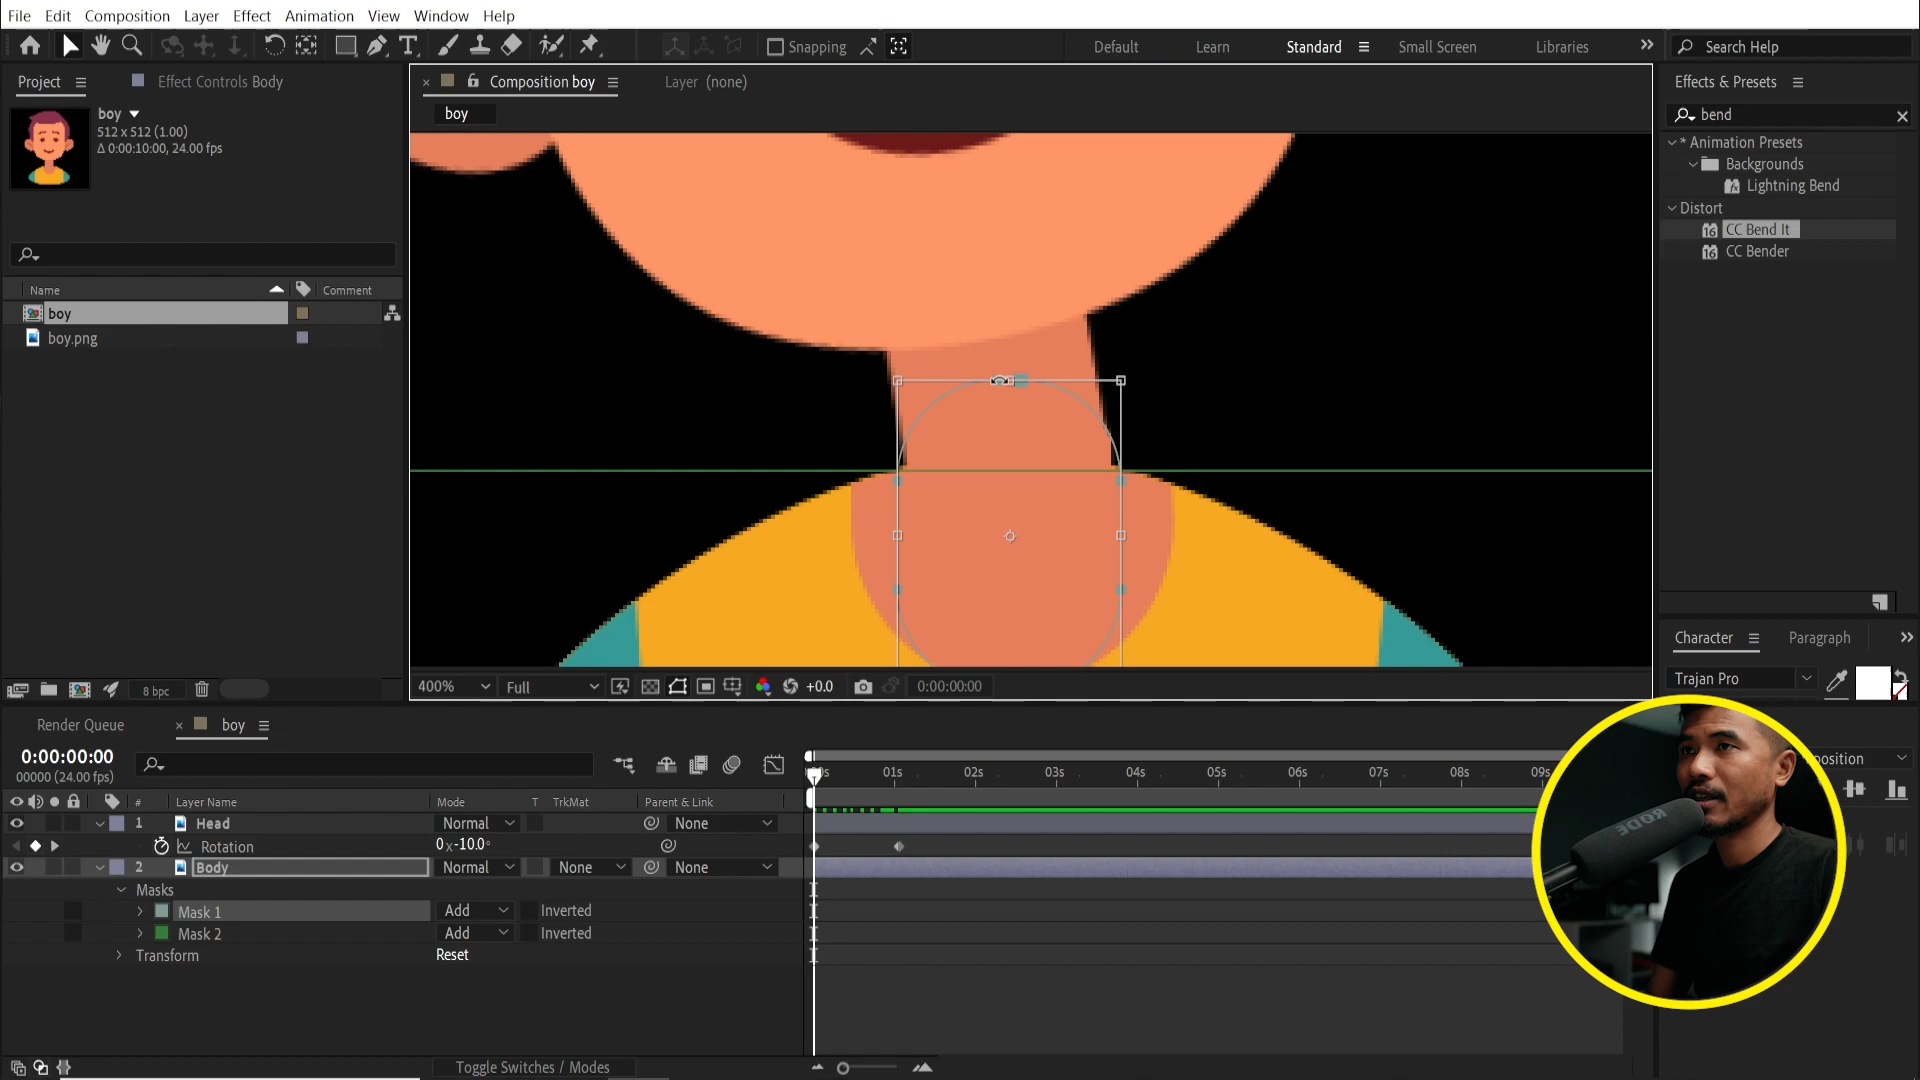 File Edit Composition Layer Effect Animation View Window Help
Snapping Default Learn Standard Small Screen Libraries Search Help
Project Effect Controls Body Composition boy Layer (none) Effects & Presets
boy
512 x 512 (1.00)
Δ 0:00:10:00, 24.00 fps
boy
bend
* Animation Presets
Backgrounds
Lightning Bend
Distort
CC Bend It
CC Bender
Name Comment
boy
boy.png
8 bpc
400% Full +0.0 0:00:00:00
Character Paragraph
Trajan Pro
Render Queue boy
0:00:00:00
00000 (24.00 fps)
01s 02s 03s 04s 05s 06s 07s 08s 09s
# Layer Name Mode T TrkMat Parent & Link
1 Head Normal None
Rotation 0x-10.0°
2 Body Normal None None
Masks
Mask 1 Add Inverted
Mask 2 Add Inverted
Transform Reset
Toggle Switches / Modes
RODE